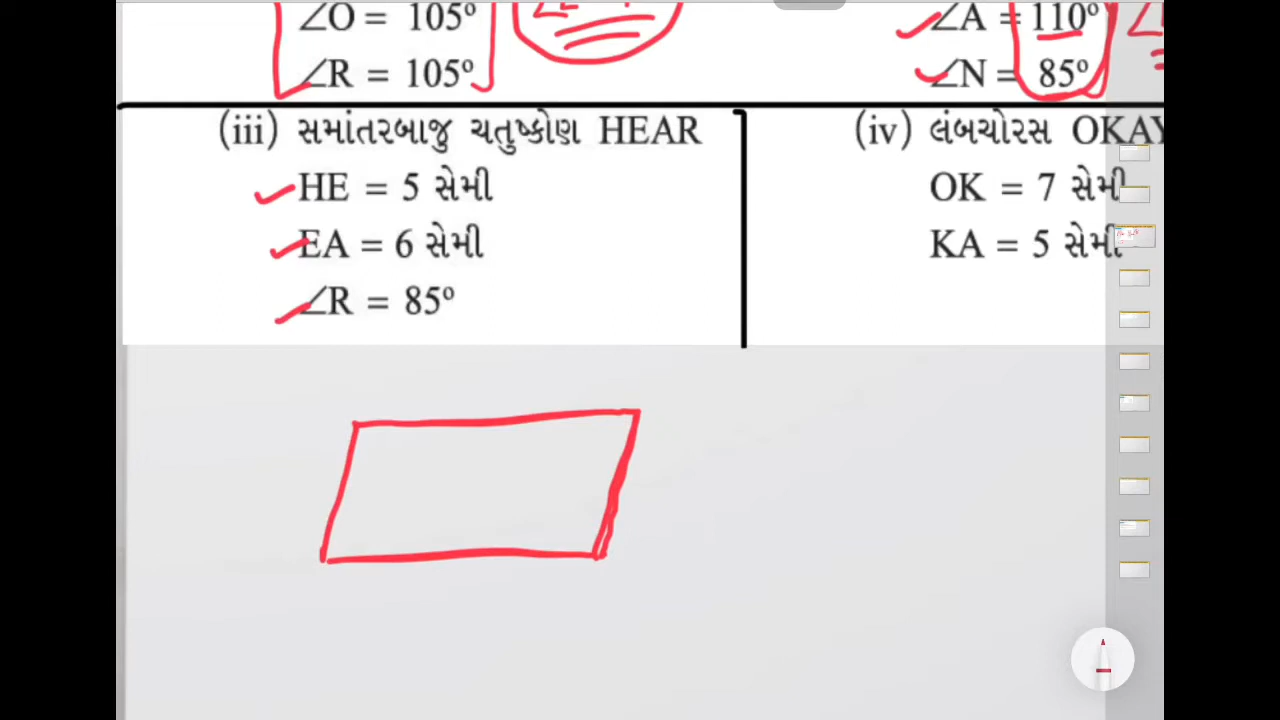 ∠O = 105°
∠R = 105°
∠A = 110°
∠N = 85°
(iii) સમાંતરબાજુ ચતુષ્કોણ HEAR
HE = 5 સેમી
EA = 6 સેમી
∠R = 85°
(iv) લંબચોરસ OKAY
OK = 7 સેમી
KA = 5 સેમી